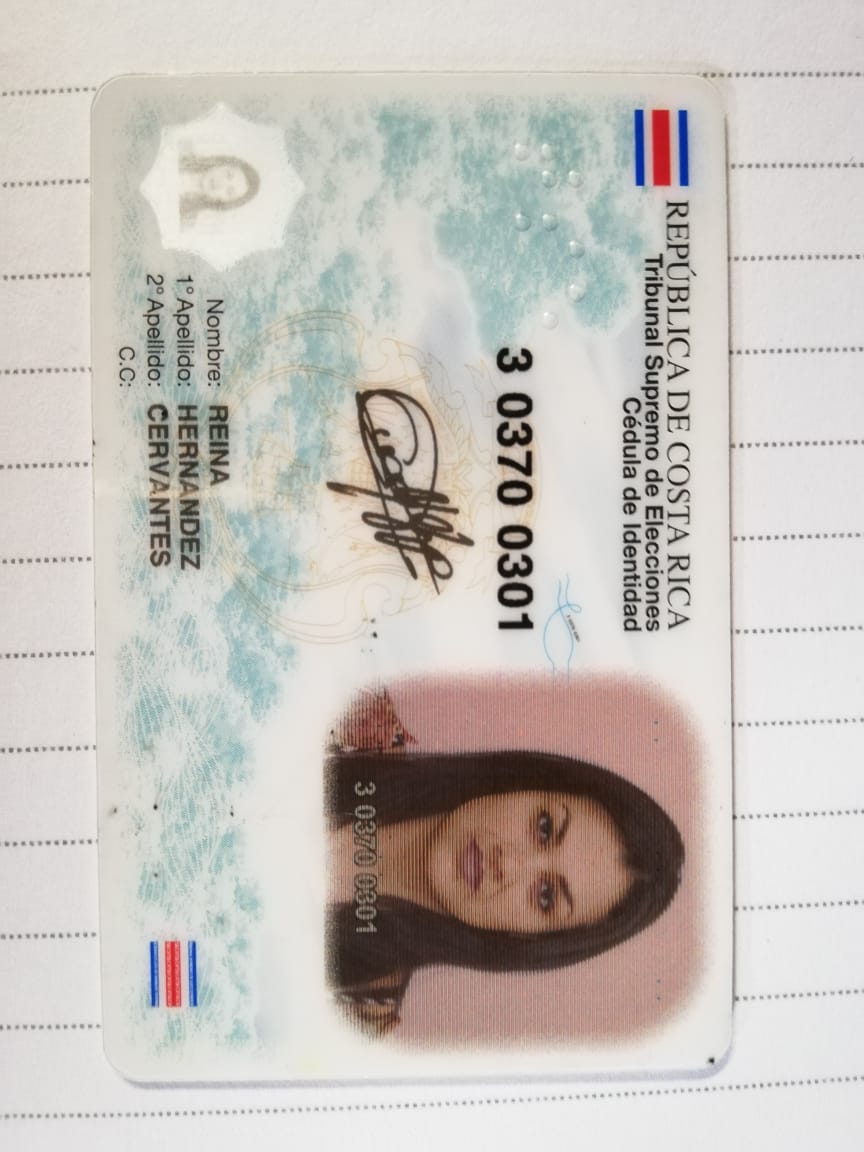 REPÚBLICA DE COSTA RICA
Tribunal Supremo de Elecciones
Cédula de Identidad
3 0370 0301
3 0370 0301
Nombre: REINA
1° Apellido: HERNANDEZ
2° Apellido: CERVANTES
C.C: